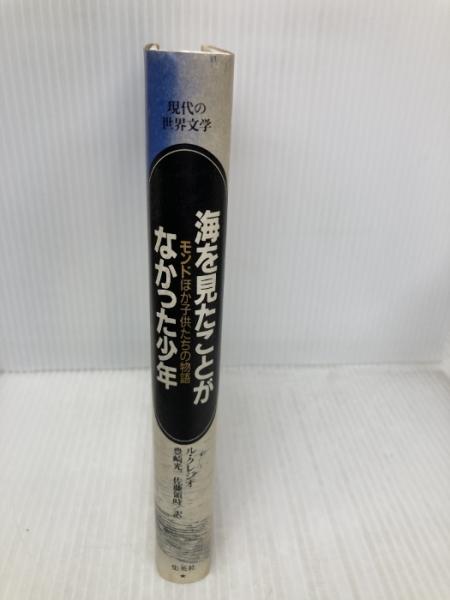 現代の
世界文学
海を見たことが
なかった少年
モンドほか子供たちの物語
ル・クレジオ
豊崎光一 佐藤領時 訳
集英社
★